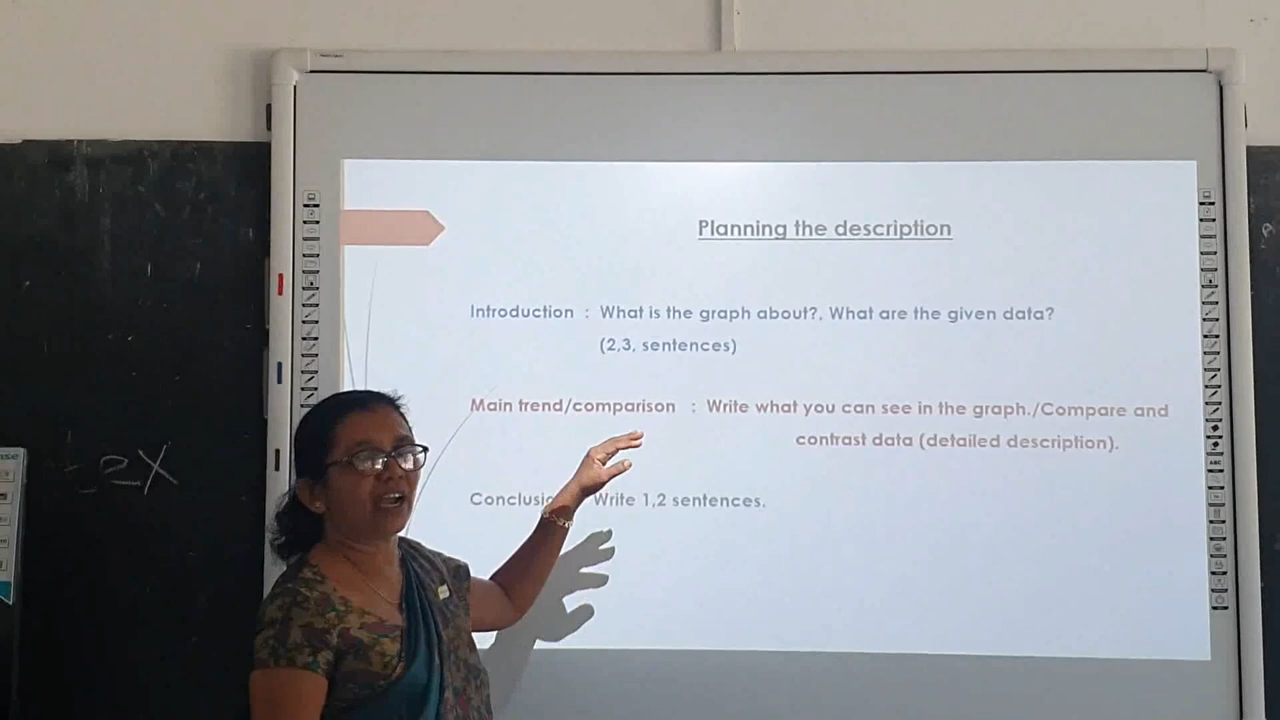 Planning the description
Introduction : What is the graph about?. What are the given data?
(2,3, sentences)
Main trend/comparison : Write what you can see in the graph./Compare and
contrast data (detailed description).
Write 1,2 sentences.
ABC